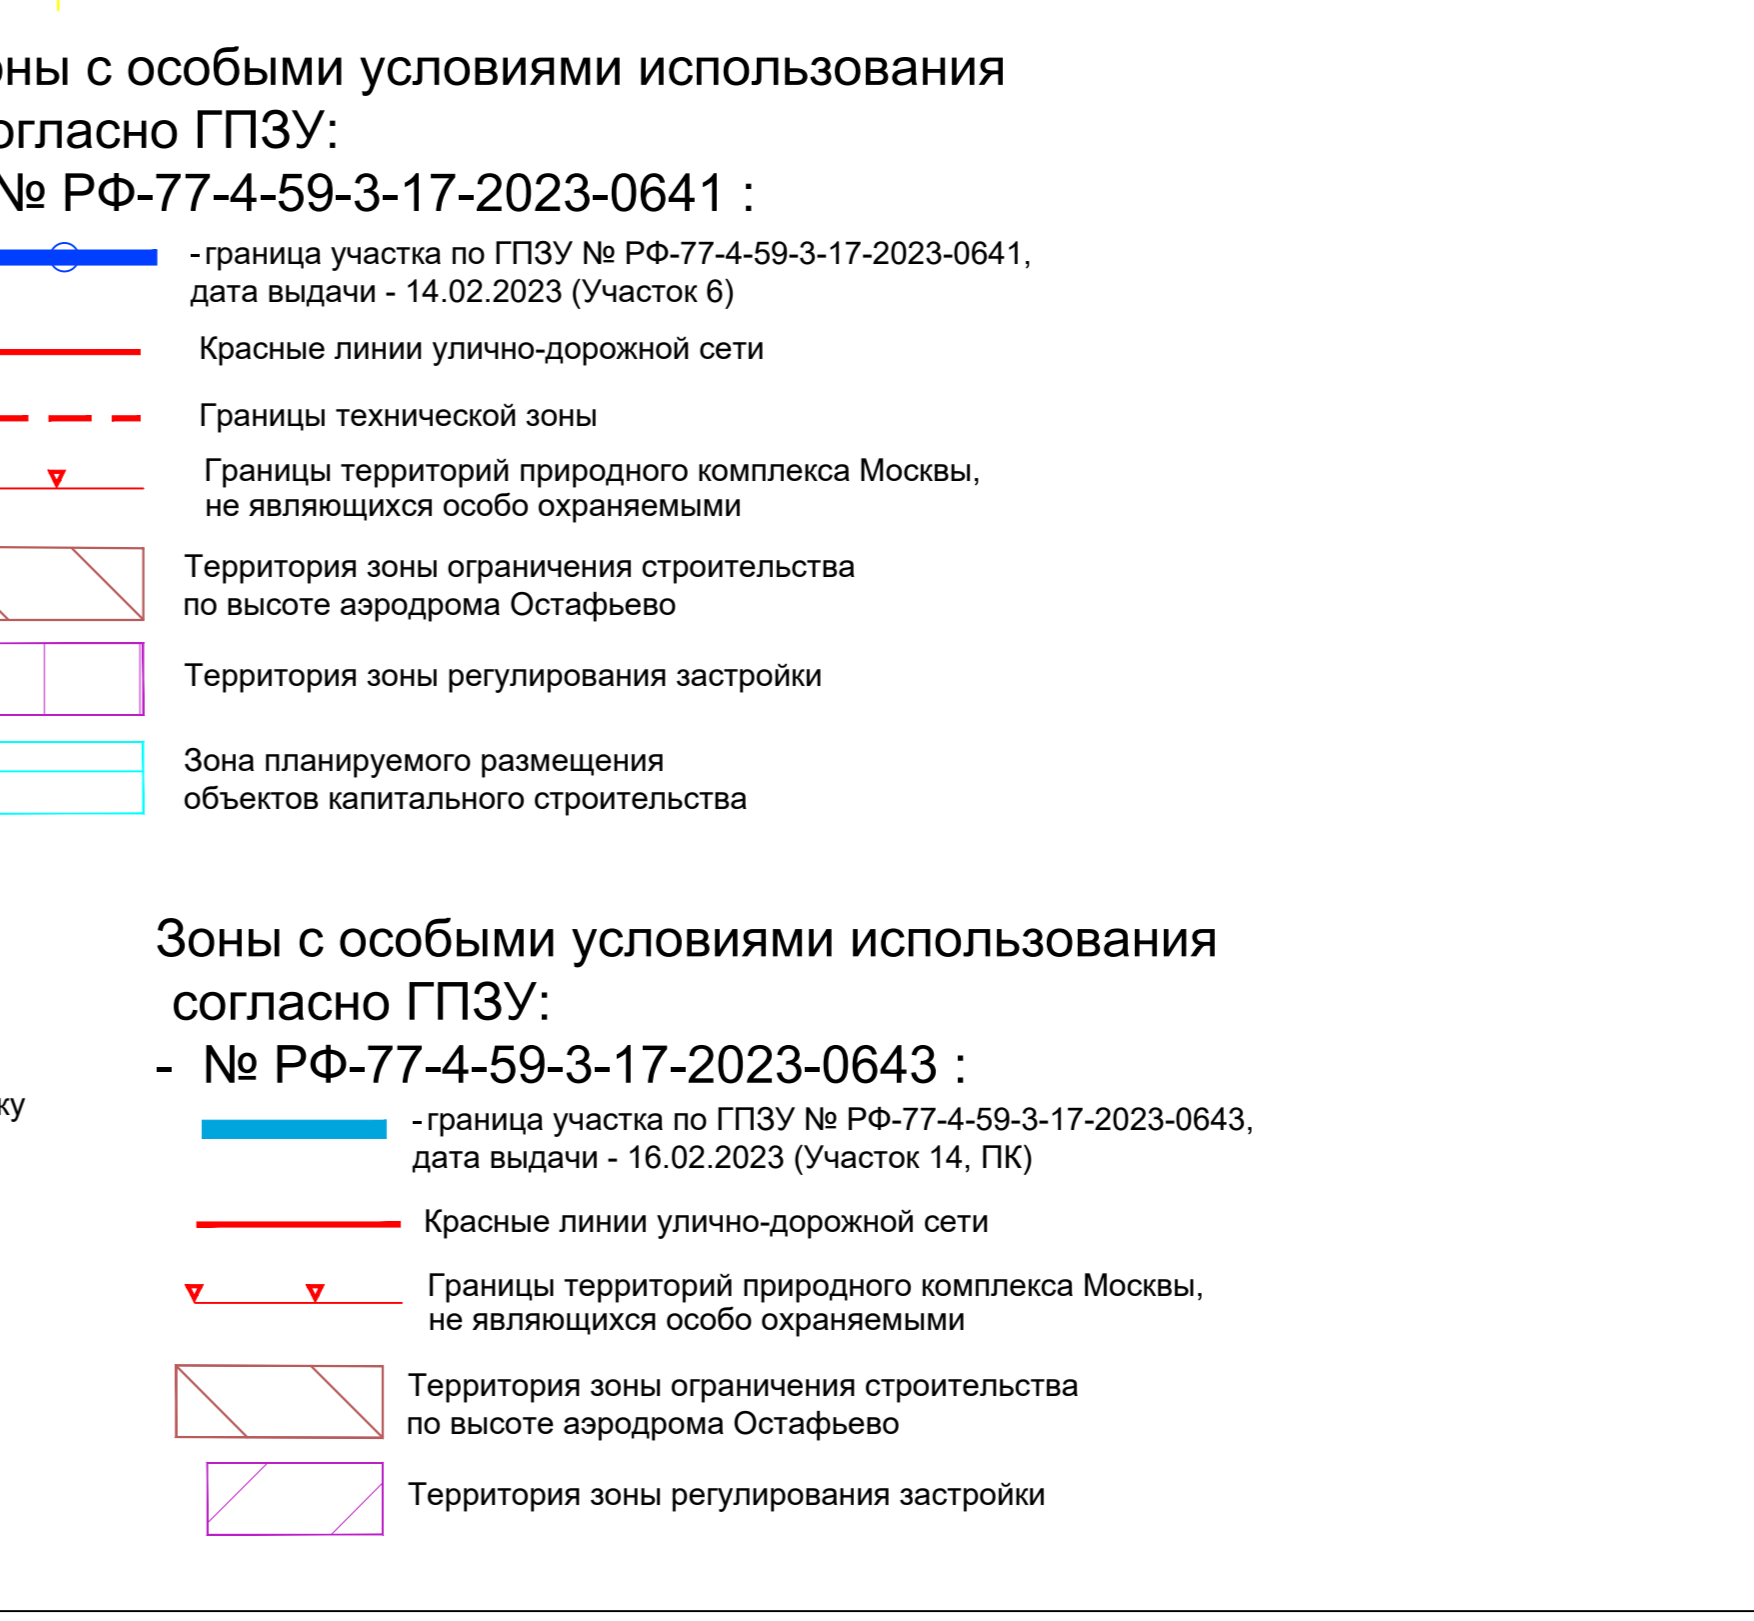 оны с особыми условиями использования
огласно ГПЗУ:
№ РФ-77-4-59-3-17-2023-0641 :
- граница участка по ГПЗУ № РФ-77-4-59-3-17-2023-0641,
дата выдачи - 14.02.2023 (Участок 6)
Красные линии улично-дорожной сети
Границы технической зоны
Границы территорий природного комплекса Москвы,
не являющихся особо охраняемыми
Территория зоны ограничения строительства
по высоте аэродрома Остафьево
Территория зоны регулирования застройки
Зона планируемого размещения
объектов капитального строительства
Зоны с особыми условиями использования
согласно ГПЗУ:
- № РФ-77-4-59-3-17-2023-0643 :
ку
- граница участка по ГПЗУ № РФ-77-4-59-3-17-2023-0643,
дата выдачи - 16.02.2023 (Участок 14, ПК)
Красные линии улично-дорожной сети
Границы территорий природного комплекса Москвы,
не являющихся особо охраняемыми
Территория зоны ограничения строительства
по высоте аэродрома Остафьево
Территория зоны регулирования застройки